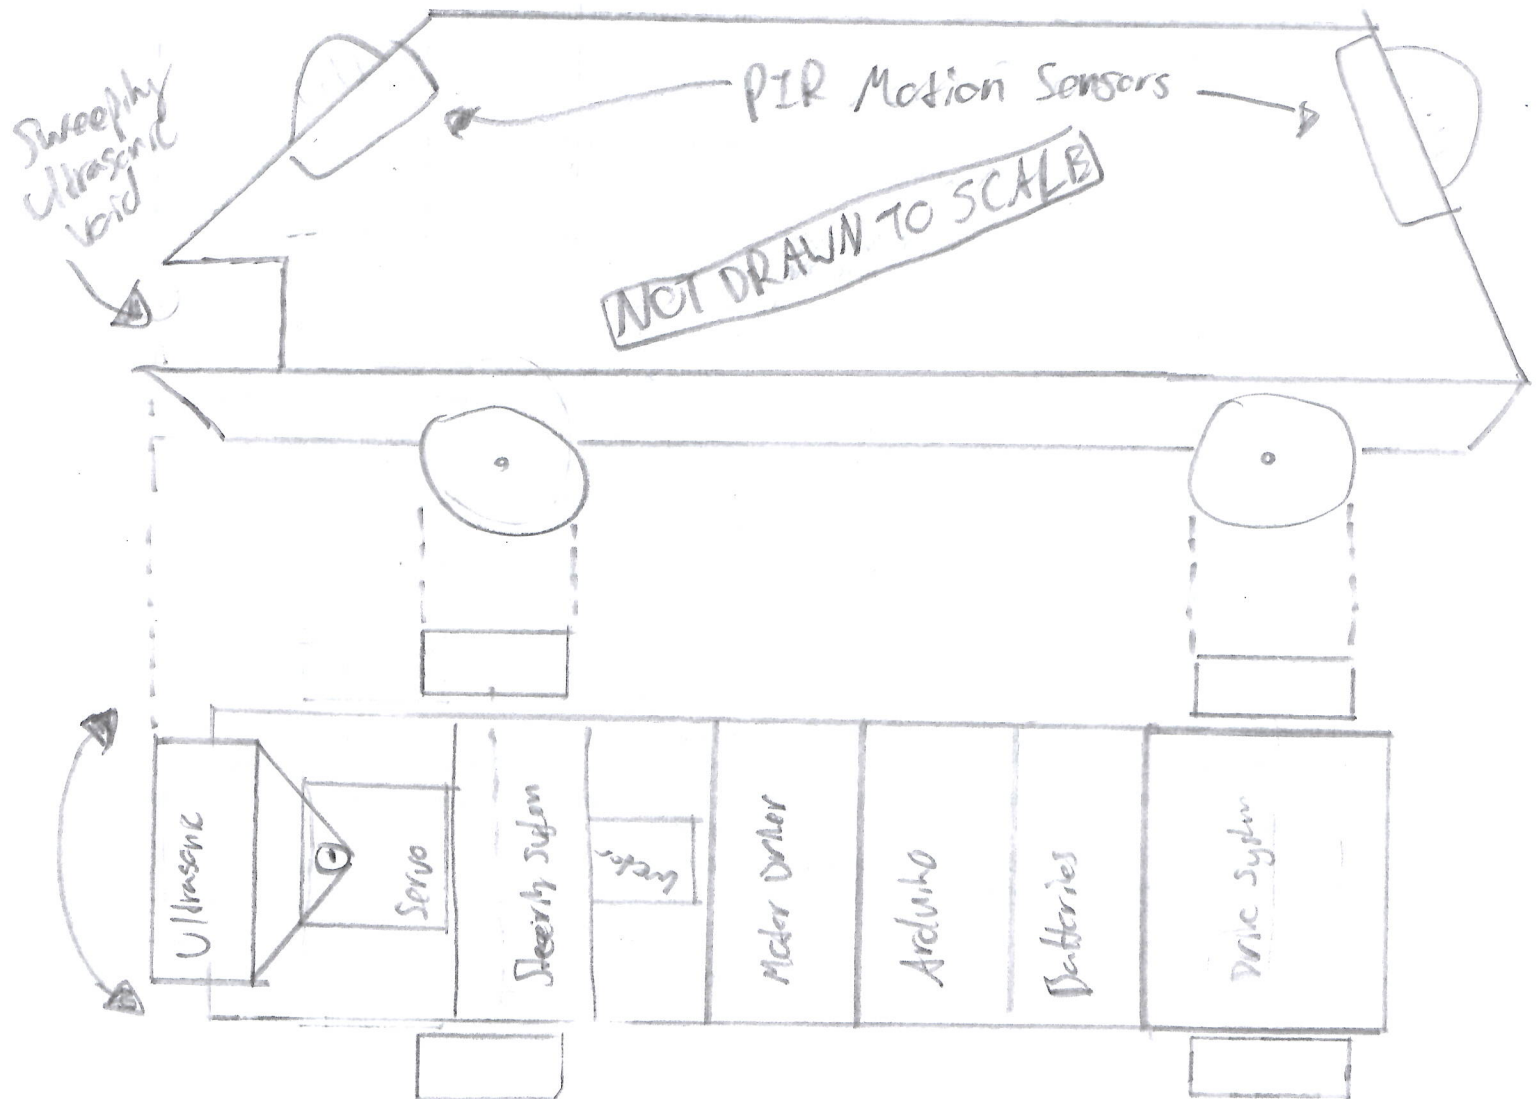 Sweeping
Ultrasonic
Void
PIR Motion Sensors
NOT DRAWN TO SCALE
Ultrasonic
Servo
Steering System
Motor Driver
Arduino
Batteries
Drive System